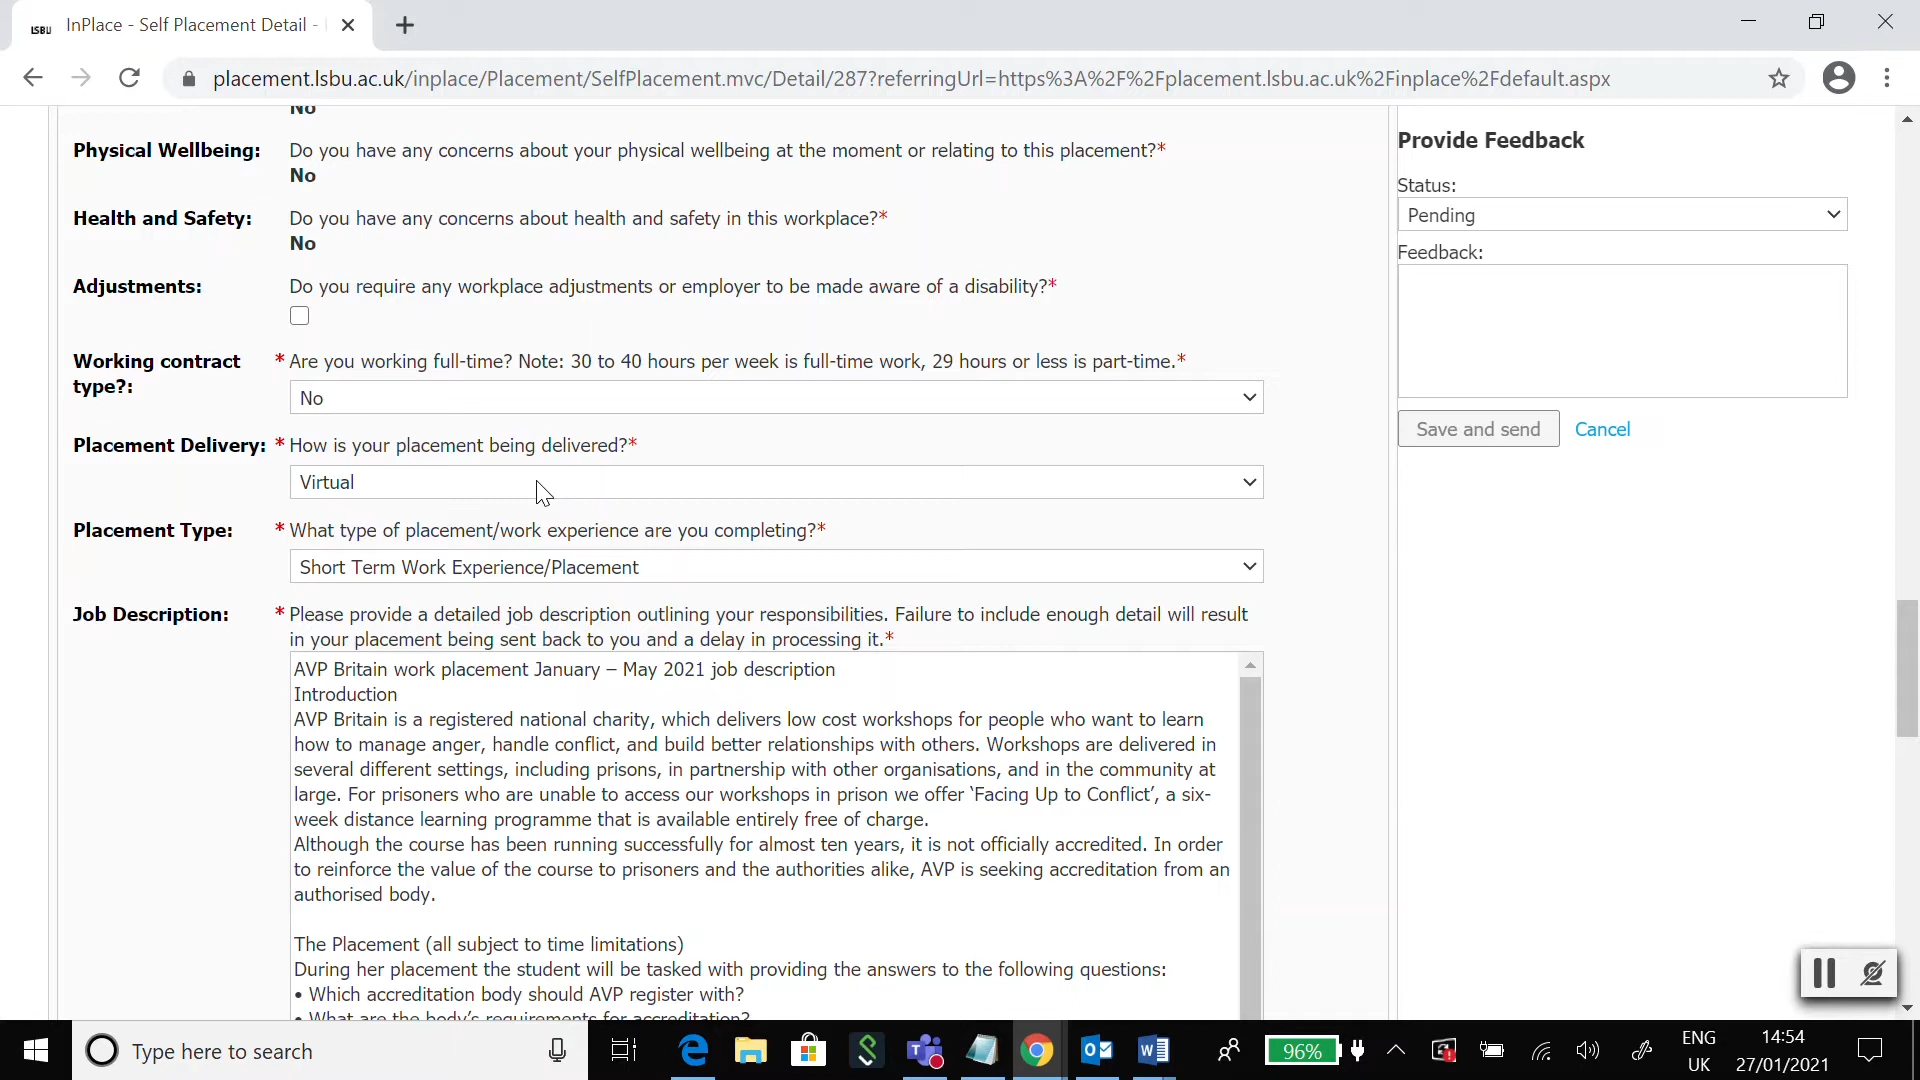 LSBU InPlace - Self Placement Detail -
placement.lsbu.ac.uk/inplace/Placement/SelfPlacement.mvc/Detail/287?referringUrl=https%3A%2F%2Fplacement.lsbu.ac.uk%2Finplace%2Fdefault.aspx
No
Physical Wellbeing: Do you have any concerns about your physical wellbeing at the moment or relating to this placement?*
No
Health and Safety: Do you have any concerns about health and safety in this workplace?*
No
Adjustments: Do you require any workplace adjustments or employer to be made aware of a disability?*
Working contract type?: * Are you working full-time? Note: 30 to 40 hours per week is full-time work, 29 hours or less is part-time.*
No
Placement Delivery: * How is your placement being delivered?*
Virtual
Placement Type: * What type of placement/work experience are you completing?*
Short Term Work Experience/Placement
Job Description: * Please provide a detailed job description outlining your responsibilities. Failure to include enough detail will result
in your placement being sent back to you and a delay in processing it.*
AVP Britain work placement January – May 2021 job description
Introduction
AVP Britain is a registered national charity, which delivers low cost workshops for people who want to learn
how to manage anger, handle conflict, and build better relationships with others. Workshops are delivered in
several different settings, including prisons, in partnership with other organisations, and in the community at
large. For prisoners who are unable to access our workshops in prison we offer ‘Facing Up to Conflict’, a six-
week distance learning programme that is available entirely free of charge.
Although the course has been running successfully for almost ten years, it is not officially accredited. In order
to reinforce the value of the course to prisoners and the authorities alike, AVP is seeking accreditation from an
authorised body.
The Placement (all subject to time limitations)
During her placement the student will be tasked with providing the answers to the following questions:
• Which accreditation body should AVP register with?
• What are the body's requirements for accreditation?
Provide Feedback
Status:
Pending
Feedback:
Save and send Cancel
Type here to search
96%
ENG
UK
14:54
27/01/2021